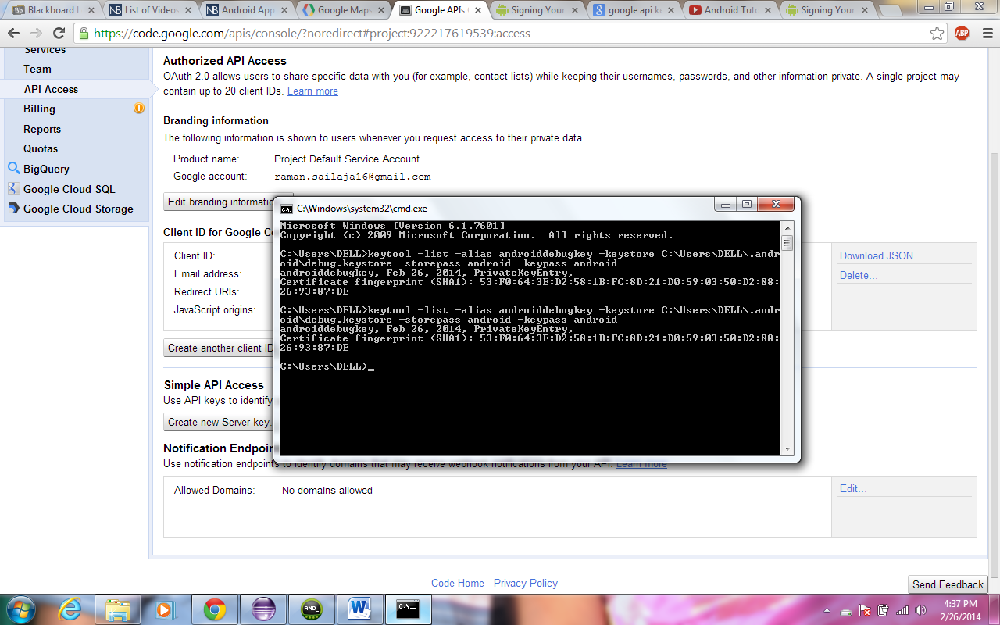 Blackboard L
List of Videos
Android App
Google Maps
Google APIs
Signing Your
google api ke
Android Tuto
Signing Your
https://code.google.com/apis/console/?noredirect#project:922217619539:access
ABP
Services
Team
API Access
Billing
Reports
Quotas
BigQuery
Google Cloud SQL
Google Cloud Storage
Authorized API Access
OAuth 2.0 allows users to share specific data with you (for example, contact lists) while keeping their usernames, passwords, and other information private. A single project may
contain up to 20 client IDs. Learn more
Branding information
The following information is shown to users whenever you request access to their private data.
Product name: Project Default Service Account
Google account: raman.sailaja16@gmail.com
Edit branding informatio
Client ID for Google Co
Client ID:
Email address:
Redirect URIs:
JavaScript origins:
Download JSON
Delete...
Create another client ID
C:\Windows\system32\cmd.exe
Microsoft Windows [Version 6.1.7601]
Copyright (c) 2009 Microsoft Corporation. All rights reserved.
C:\Users\DELL>keytool -list -alias androiddebugkey -keystore C:\Users\DELL\.andr
oid\debug.keystore -storepass android -keypass android
androiddebugkey, Feb 26, 2014, PrivateKeyEntry,
Certificate fingerprint (SHA1): 53:F0:64:3E:D2:58:1B:FC:8D:21:D0:59:03:50:D2:88:
26:93:87:DE
C:\Users\DELL>keytool -list -alias androiddebugkey -keystore C:\Users\DELL\.andr
oid\debug.keystore -storepass android -keypass android
androiddebugkey, Feb 26, 2014, PrivateKeyEntry,
Certificate fingerprint (SHA1): 53:F0:64:3E:D2:58:1B:FC:8D:21:D0:59:03:50:D2:88:
26:93:87:DE
C:\Users\DELL>_
Simple API Access
Use API keys to identify
Create new Server key.
Notification Endpoin
Use notification endpoints to identify domains that may receive webhook notifications from your API. Learn more
Allowed Domains: No domains allowed
Edit...
Code Home - Privacy Policy
Send Feedback
4:37 PM
2/26/2014